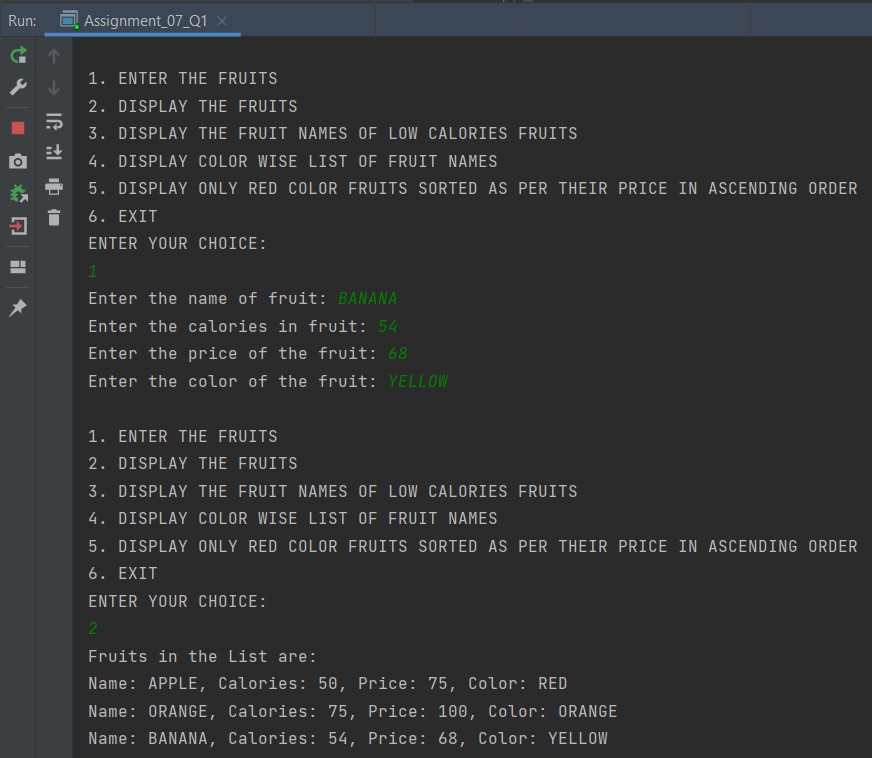 Run: Assignment_07_Q1
1. ENTER THE FRUITS
2. DISPLAY THE FRUITS
3. DISPLAY THE FRUIT NAMES OF LOW CALORIES FRUITS
4. DISPLAY COLOR WISE LIST OF FRUIT NAMES
5. DISPLAY ONLY RED COLOR FRUITS SORTED AS PER THEIR PRICE IN ASCENDING ORDER
6. EXIT
ENTER YOUR CHOICE:
1
Enter the name of fruit: BANANA
Enter the calories in fruit: 54
Enter the price of the fruit: 68
Enter the color of the fruit: YELLOW
1. ENTER THE FRUITS
2. DISPLAY THE FRUITS
3. DISPLAY THE FRUIT NAMES OF LOW CALORIES FRUITS
4. DISPLAY COLOR WISE LIST OF FRUIT NAMES
5. DISPLAY ONLY RED COLOR FRUITS SORTED AS PER THEIR PRICE IN ASCENDING ORDER
6. EXIT
ENTER YOUR CHOICE:
2
Fruits in the List are:
Name: APPLE, Calories: 50, Price: 75, Color: RED
Name: ORANGE, Calories: 75, Price: 100, Color: ORANGE
Name: BANANA, Calories: 54, Price: 68, Color: YELLOW